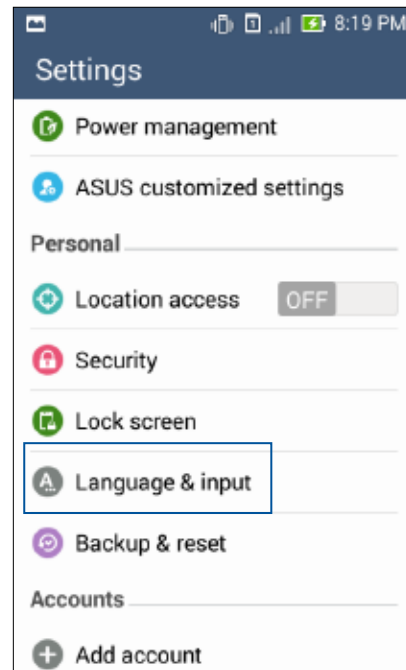 8:19 PM
Settings
Power management
ASUS customized settings
Personal
Location access OFF
Security
Lock screen
Language & input
Backup & reset
Accounts
Add account